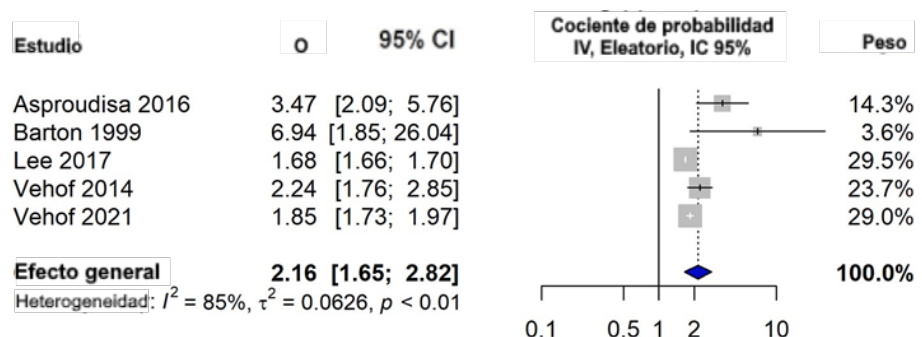 Estudio O 95% CI Cociente de probabilidad Peso
IV, Eleatorio, IC 95%
Asproudisa 2016 3.47 [2.09; 5.76] 14.3%
Barton 1999 6.94 [1.85; 26.04] 3.6%
Lee 2017 1.68 [1.66; 1.70] 29.5%
Vehof 2014 2.24 [1.76; 2.85] 23.7%
Vehof 2021 1.85 [1.73; 1.97] 29.0%
Efecto general 2.16 [1.65; 2.82] 100.0%
Heterogeneidad: I² = 85%, τ² = 0.0626, p < 0.01
0.1 0.5 1 2 10